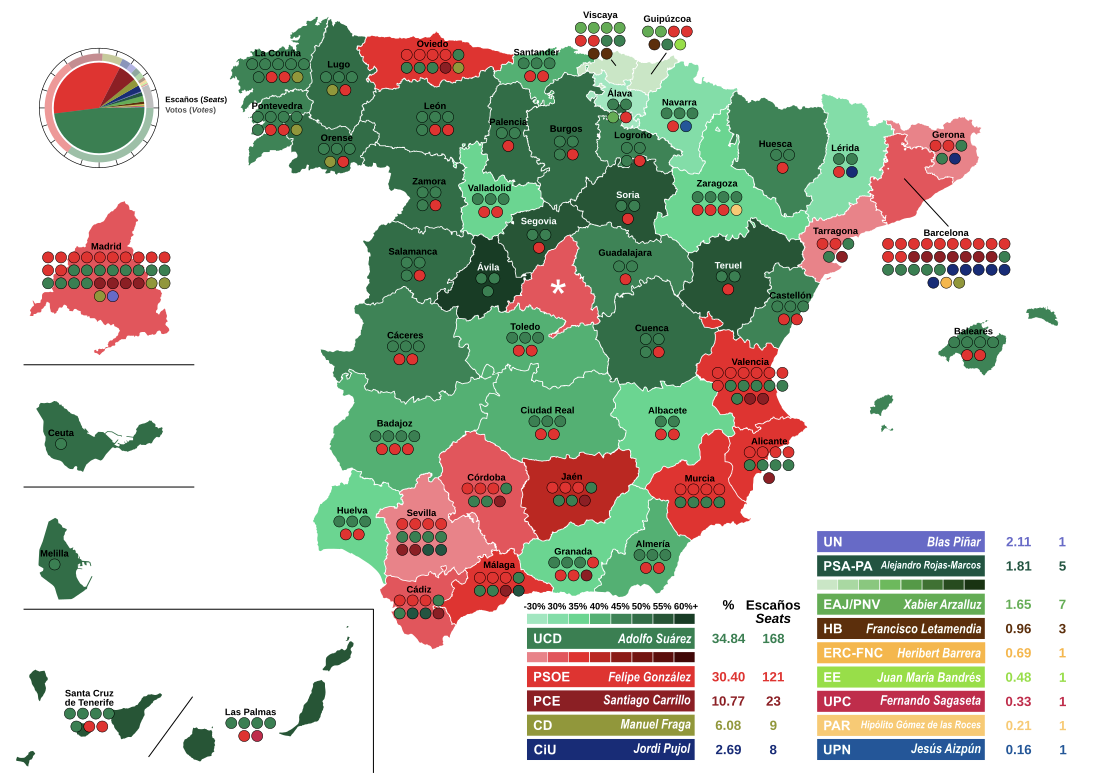 Viscaya
Guipúzcoa
La Coruña
Lugo
Oviedo
Santander
Escaños (Seats)
Votos (Votes)
Pontevedra
Orense
León
Palencia
Burgos
Álava
Logroño
Navarra
Huesca
Lérida
Gerona
Zamora
Valladolid
Soria
Zaragoza
Segovia
Tarragona
Barcelona
Madrid
Salamanca
Ávila
Guadalajara
Teruel
*
Castellón
Cáceres
Toledo
Cuenca
Baleares
Valencia
Badajoz
Ciudad Real
Albacete
Alicante
Ceuta
Córdoba
Jaén
Murcia
Huelva
Sevilla
Melilla
Granada
Almería
Málaga
Cádiz
Santa Cruz
de Tenerife
Las Palmas
-30% 30% 35% 40% 45% 50% 55% 60%+
% Escaños
Seats
UCD Adolfo Suárez 34.84 168
PSOE Felipe González 30.40 121
PCE Santiago Carrillo 10.77 23
CD Manuel Fraga 6.08 9
CiU Jordi Pujol 2.69 8
UN Blas Piñar 2.11 1
PSA-PA Alejandro Rojas-Marcos 1.81 5
EAJ/PNV Xabier Arzalluz 1.65 7
HB Francisco Letamendia 0.96 3
ERC-FNC Heribert Barrera 0.69 1
EE Juan María Bandrés 0.48 1
UPC Fernando Sagaseta 0.33 1
PAR Hipólito Gómez de las Roces 0.21 1
UPN Jesús Aizpún 0.16 1